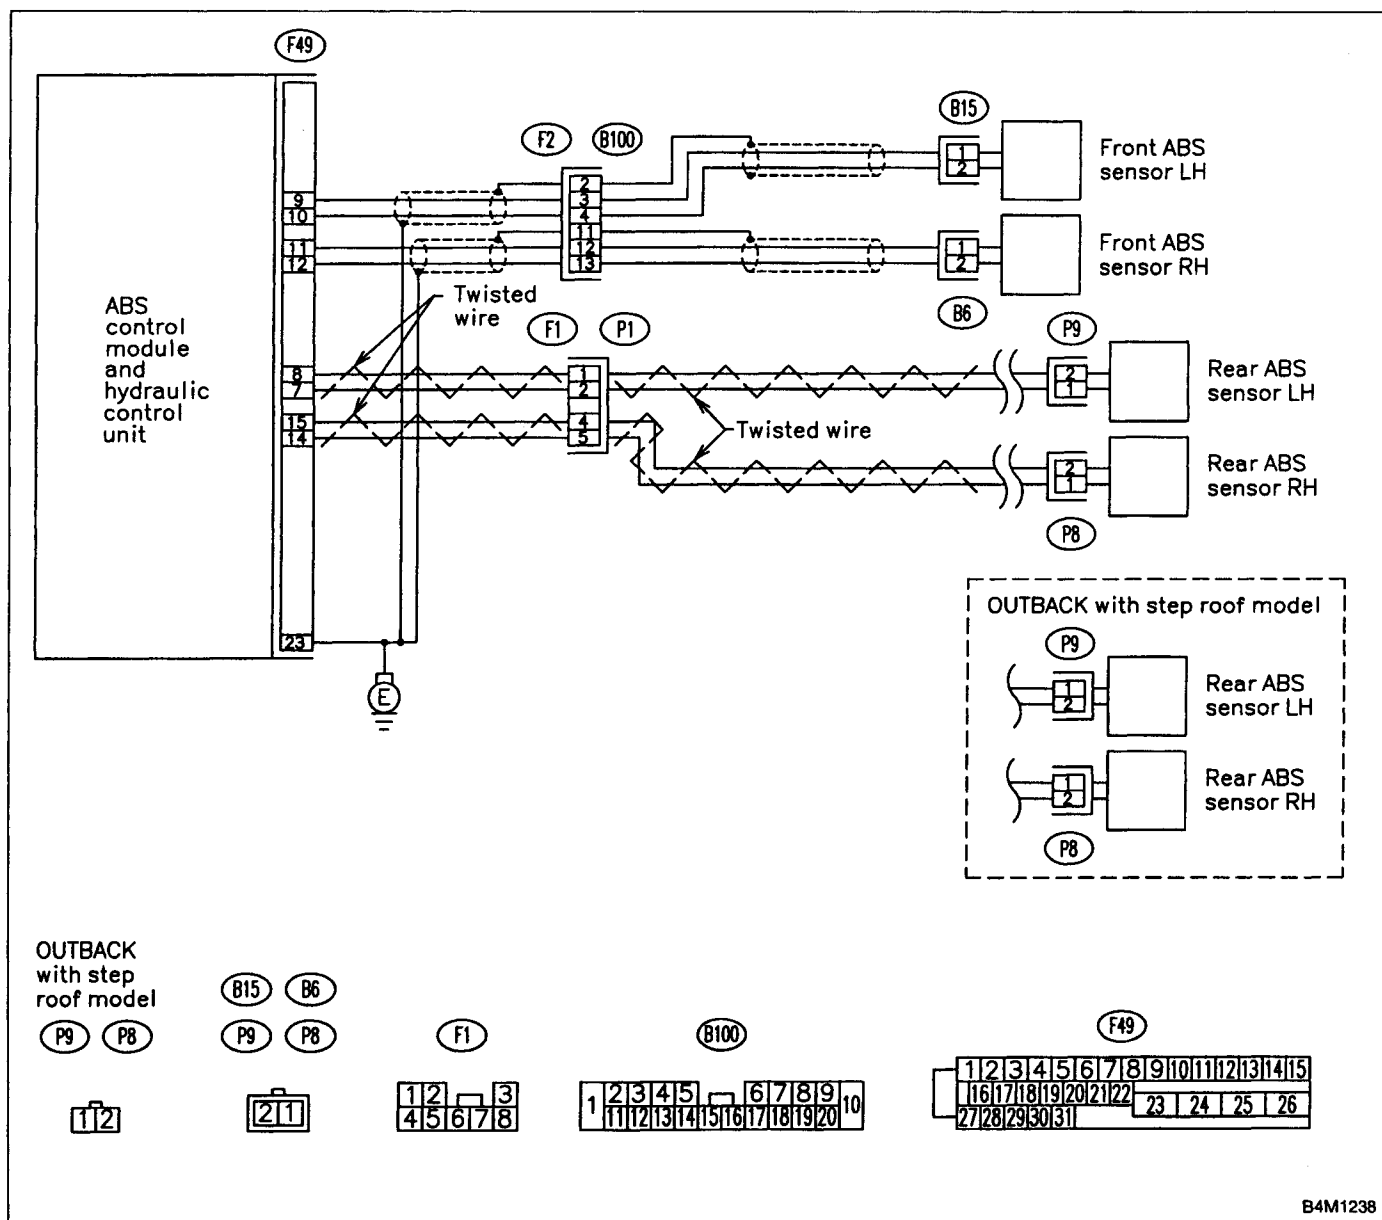 F49
F2 B100
B15
2
3
4
11
12
13
1
2
Front ABS
sensor LH
9
10
11
12
1
2
Front ABS
sensor RH
B6
ABS
control
module
and
hydraulic
control
unit
Twisted
wire
F1 P1
P9
8
7
15
14
1
2
4
5
2
1
Rear ABS
sensor LH
Twisted wire
2
1
Rear ABS
sensor RH
P8
23
E
OUTBACK with step roof model
P9
1
2
Rear ABS
sensor LH
1
2
Rear ABS
sensor RH
P8
OUTBACK
with step
roof model
P9 P8
1 2
B15 B6
P9 P8
2 1
F1
1 2 3
4 5 6 7 8
B100
1 2 3 4 5 6 7 8 9 10
11 12 13 14 15 16 17 18 19 20
F49
1 2 3 4 5 6 7 8 9 10 11 12 13 14 15
16 17 18 19 20 21 22 23 24 25 26
27 28 29 30 31
B4M1238